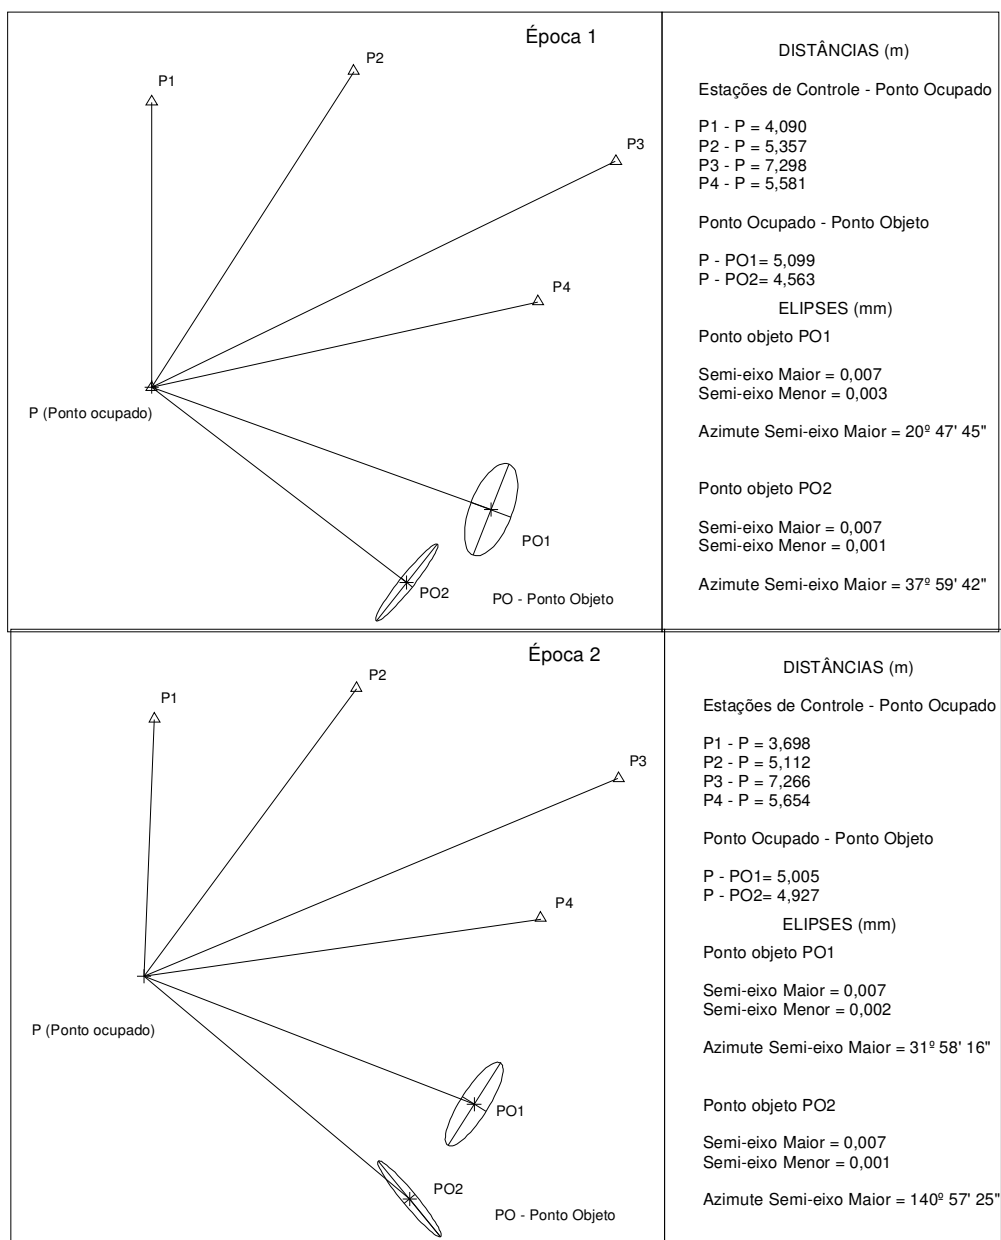 Época 1
P1
P2
P3
P4
P (Ponto ocupado)
PO1
PO2
PO - Ponto Objeto
DISTÂNCIAS (m)
Estações de Controle - Ponto Ocupado
P1 - P = 4,090
P2 - P = 5,357
P3 - P = 7,298
P4 - P = 5,581
Ponto Ocupado - Ponto Objeto
P - PO1= 5,099
P - PO2= 4,563
ELIPSES (mm)
Ponto objeto PO1
Semi-eixo Maior = 0,007
Semi-eixo Menor = 0,003
Azimute Semi-eixo Maior = 20º 47' 45"
Ponto objeto PO2
Semi-eixo Maior = 0,007
Semi-eixo Menor = 0,001
Azimute Semi-eixo Maior = 37º 59' 42"
Época 2
P1
P2
P3
P4
P (Ponto ocupado)
PO1
PO2
PO - Ponto Objeto
DISTÂNCIAS (m)
Estações de Controle - Ponto Ocupado
P1 - P = 3,698
P2 - P = 5,112
P3 - P = 7,266
P4 - P = 5,654
Ponto Ocupado - Ponto Objeto
P - PO1= 5,005
P - PO2= 4,927
ELIPSES (mm)
Ponto objeto PO1
Semi-eixo Maior = 0,007
Semi-eixo Menor = 0,002
Azimute Semi-eixo Maior = 31º 58' 16"
Ponto objeto PO2
Semi-eixo Maior = 0,007
Semi-eixo Menor = 0,001
Azimute Semi-eixo Maior = 140º 57' 25"